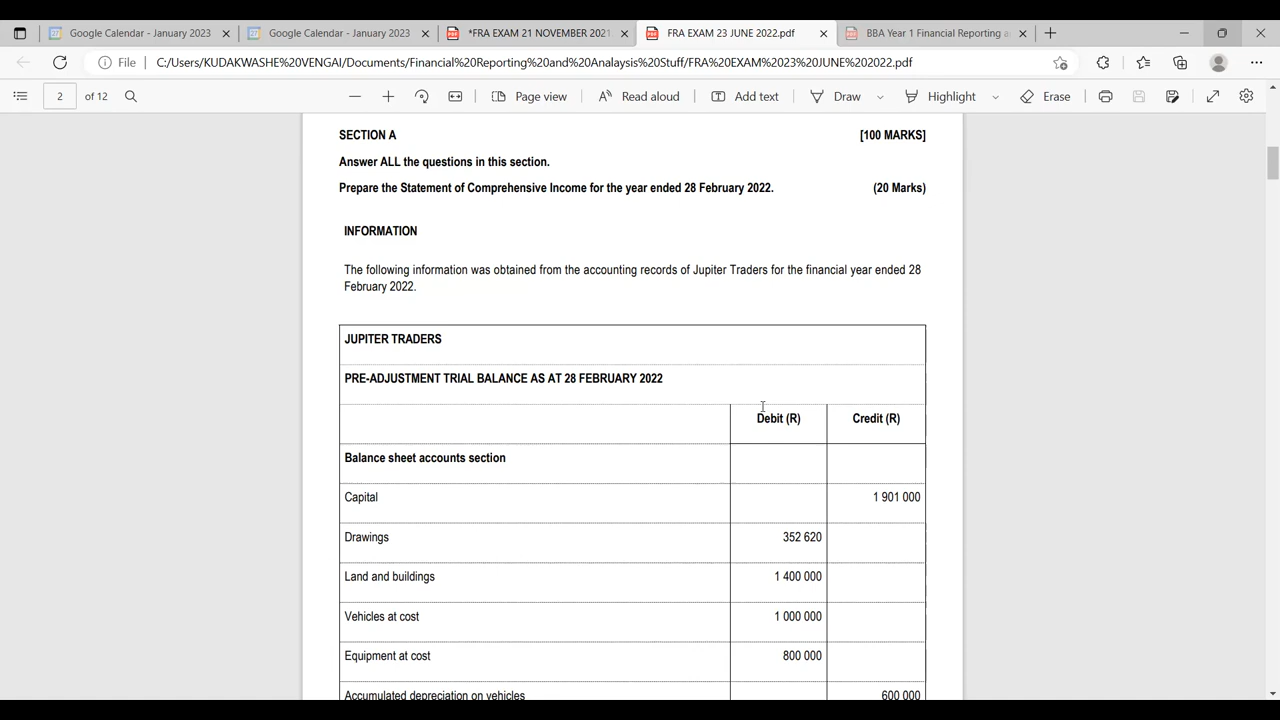 Google Calendar - January 2023
Google Calendar - January 2023
*FRA EXAM 21 NOVEMBER 2021
FRA EXAM 23 JUNE 2022.pdf
BBA Year 1 Financial Reporting
File
C:/Users/KUDAKWASHE%20VENGAI/Documents/Financial%20Reporting%20and%20Analaysis%20Stuff/FRA%20EXAM%2023%20JUNE%202022.pdf
2 of 12
Page view
Read aloud
Add text
Draw
Highlight
Erase
SECTION A [100 MARKS]
Answer ALL the questions in this section.
Prepare the Statement of Comprehensive Income for the year ended 28 February 2022. (20 Marks)
INFORMATION
The following information was obtained from the accounting records of Jupiter Traders for the financial year ended 28
February 2022.
JUPITER TRADERS
PRE-ADJUSTMENT TRIAL BALANCE AS AT 28 FEBRUARY 2022
Debit (R) Credit (R)
Balance sheet accounts section
Capital 1 901 000
Drawings 352 620
Land and buildings 1 400 000
Vehicles at cost 1 000 000
Equipment at cost 800 000
Accumulated depreciation on vehicles 600 000